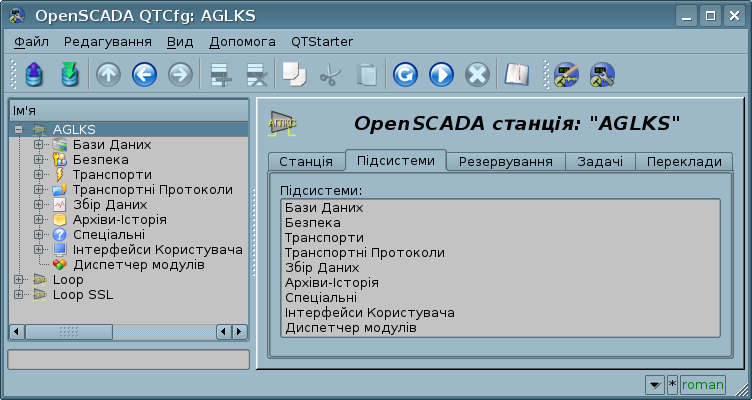 OpenSCADA QTCfg: AGLKS
Файл Редагування Вид Допомога QTStarter
Ім'я
AGLKS
Бази Даних
Безпека
Транспорти
Транспортні Протоколи
Збір Даних
Архіви-Історія
Спеціальні
Інтерфейси Користувача
Диспетчер модулів
Loop
Loop SSL
АГЛКС
OpenSCADA станція: "AGLKS"
Станція Підсистеми Резервування Задачі Переклади
Підсистеми:
Бази Даних
Безпека
Транспорти
Транспортні Протоколи
Збір Даних
Архіви-Історія
Спеціальні
Інтерфейси Користувача
Диспетчер модулів
* roman